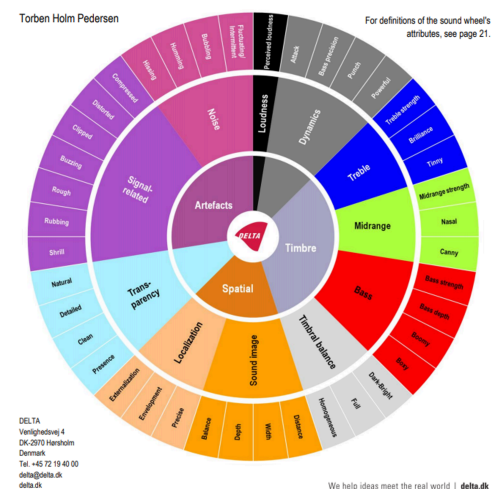 Torben Holm Pedersen
For definitions of the sound wheel's
attributes, see page 21.
Perceived loudness
Attack
Bass precision
Punch
Powerful
Treble strength
Brilliance
Tinny
Midrange strength
Nasal
Canny
Bass strength
Bass depth
Boomy
Boxy
Dark-Bright
Full
Homogeneous
Distance
Width
Depth
Balance
Precise
Envelopment
Externalization
Presence
Clean
Detailed
Natural
Shrill
Rubbing
Rough
Buzzing
Clipped
Distorted
Compressed
Hissing
Humming
Bubbling
Fluctuating/
Intermittent
Loudness
Dynamics
Treble
Midrange
Bass
Timbral balance
Sound image
Localization
Trans-
parency
Signal-
related
Noise
Artefacts
Timbre
Spatial
DELTA
DELTA
Venlighedsvej 4
DK-2970 Hørsholm
Denmark
Tel. +45 72 19 40 00
delta@delta.dk
delta.dk
We help ideas meet the real world | delta.dk